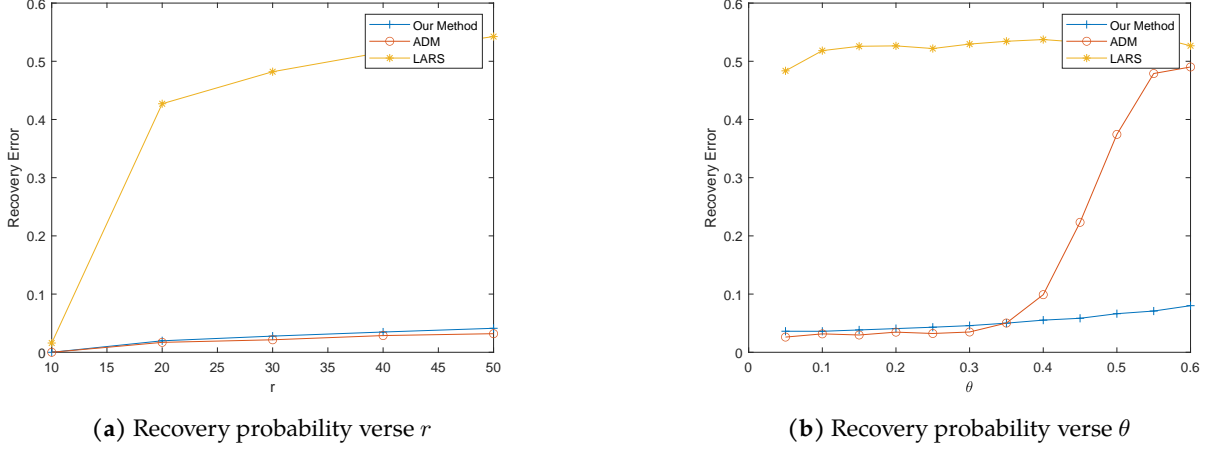 0.6
0.5
0.4
0.3
0.2
0.1
0
Recovery Error
10 15 20 25 30 35 40 45 50
r
Our Method
ADM
LARS
(a) Recovery probability verse r
0.6
0.5
0.4
0.3
0.2
0.1
0
Recovery Error
0 0.1 0.2 0.3 0.4 0.5 0.6
θ
Our Method
ADM
LARS
(b) Recovery probability verse θ